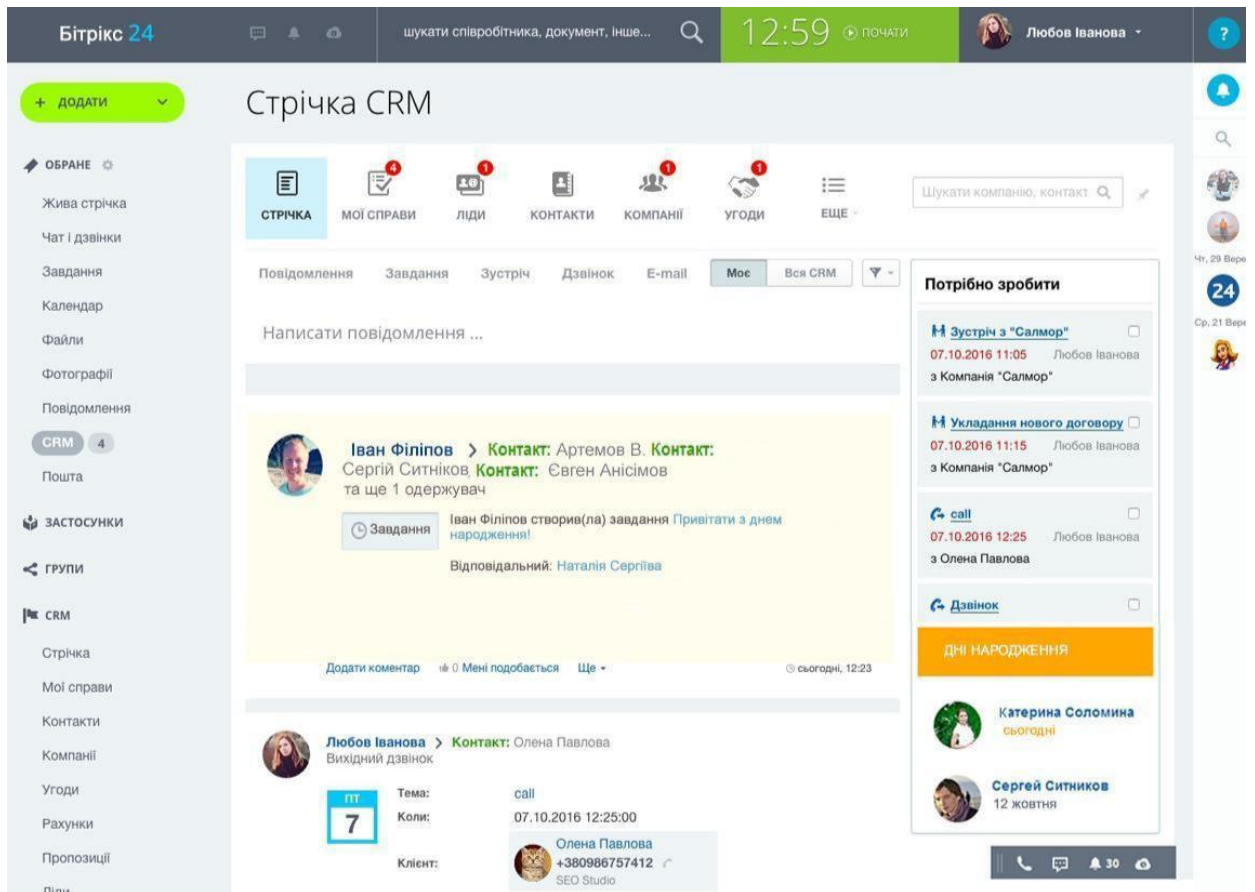 Бітрікс 24
шукати співробітника, документ, інше...
12:59 ПОЧАТИ
Любов Іванова
?
+ ДОДАТИ
Стрічка CRM
ОБРАНЕ
Жива стрічка
Чат і дзвінки
Завдання
Календар
Файли
Фотографії
Повідомлення
CRM 4
Пошта
ЗАСТОСУНКИ
ГРУПИ
CRM
Стрічка
Мої справи
Контакти
Компанії
Угоди
Рахунки
Пропозиції
Ліди
4 1 1 1
СТРІЧКА МОЇ СПРАВИ ЛІДИ КОНТАКТИ КОМПАНІЇ УГОДИ ЕЩЕ
Шукати компанію, контакт
Повідомлення Завдання Зустріч Дзвінок E-mail Моє Вся CRM
Написати повідомлення ...
Іван Філіпов > Контакт: Артемов В. Контакт:
Сергій Ситніков, Контакт: Євген Анісімов
та ще 1 одержувач
Завдання
Іван Філіпов створив(ла) завдання Привітати з днем
народження!
Відповідальний: Наталія Сергіїва
Додати коментар 0 Мені подобається Ще сьогодні, 12:23
Любов Іванова > Контакт: Олена Павлова
Вихідний дзвінок
ПТ
7
Тема: call
Коли: 07.10.2016 12:25:00
Клієнт:
Олена Павлова
+380986757412
SEO Studio
Потрібно зробити
Зустріч з "Салмор"
07.10.2016 11:05 Любов Іванова
з Компанія "Салмор"
Укладання нового договору
07.10.2016 11:15 Любов Іванова
з Компанія "Салмор"
call
07.10.2016 12:25 Любов Іванова
з Олена Павлова
Дзвінок
ДНІ НАРОДЖЕННЯ
Катерина Соломина
сьогодні
Сергей Ситников
12 жовтня
30
Чт, 29 Вере
24
Ср, 21 Вере